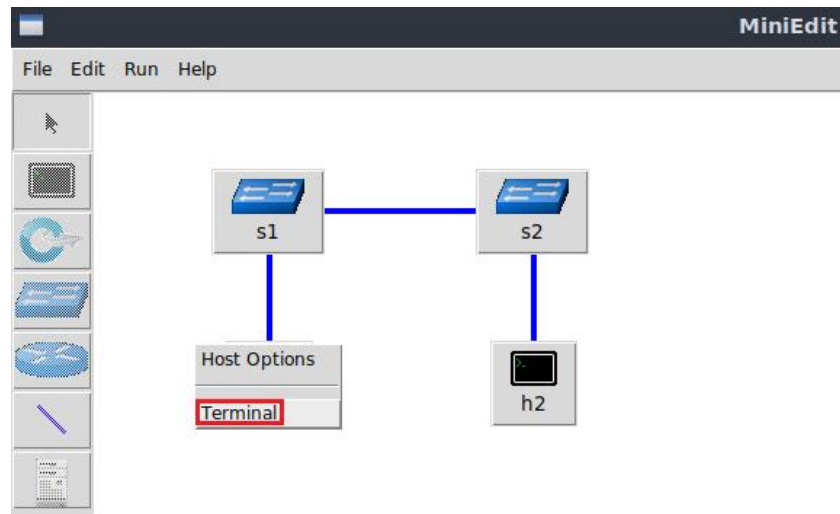 MiniEdit
File Edit Run Help
s1
s2
Host Options
Terminal
h2